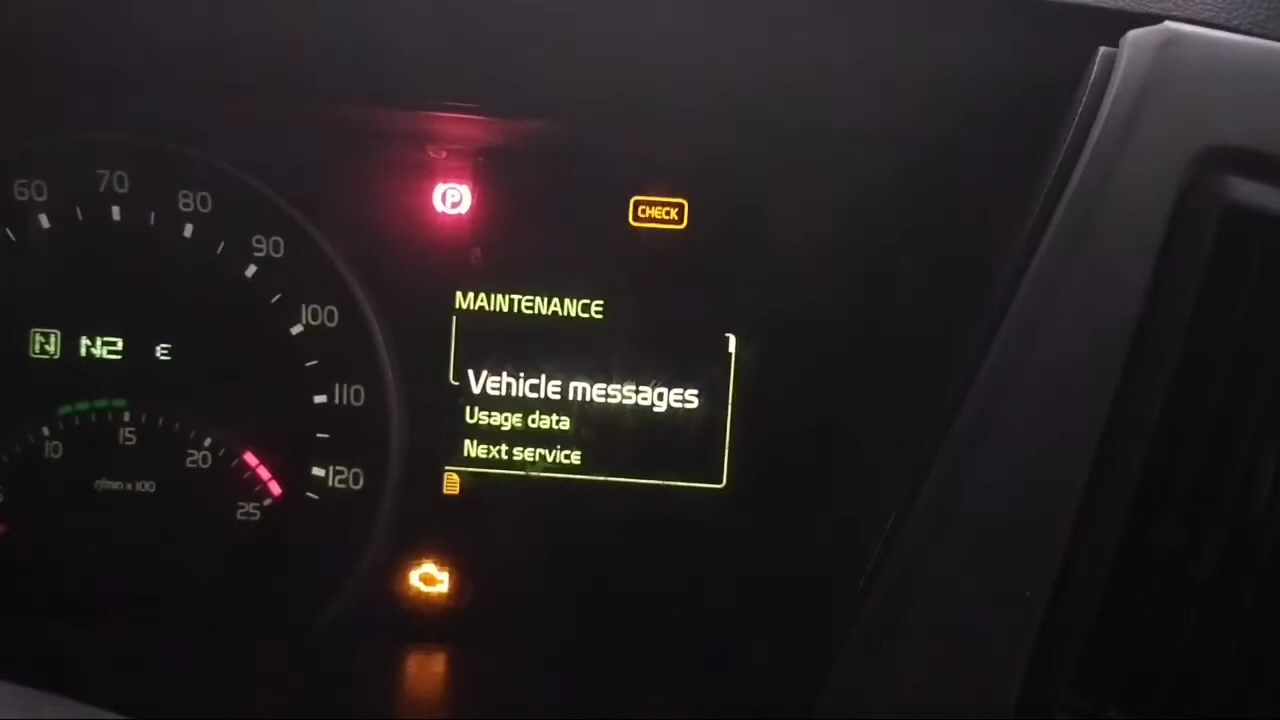 60
70
80
90
100
110
120
N N2 E
10
15
20
25
r/min x 100
P
CHECK
MAINTENANCE
Vehicle messages
Usage data
Next service